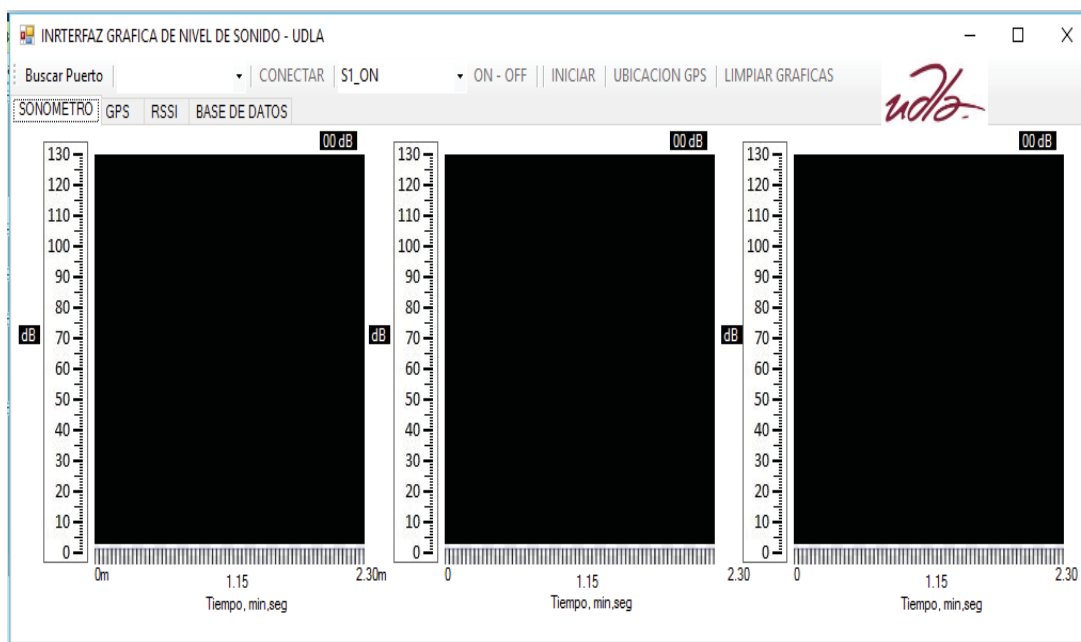 INRTERFAZ GRAFICA DE NIVEL DE SONIDO - UDLA
Buscar Puerto CONECTAR S1_ON ON - OFF INICIAR UBICACION GPS LIMPIAR GRAFICAS
udla-
SONOMETRO GPS RSSI BASE DE DATOS
00 dB 00 dB 00 dB
130 130 130
120 120 120
110 110 110
100 100 100
90 90 90
80 80 80
dB 70 dB 70 dB 70
60 60 60
50 50 50
40 40 40
30 30 30
20 20 20
10 10 10
0 0 0
0m 1.15 2.30m 0 1.15 2.30 0 1.15 2.30
Tiempo, min,seg Tiempo, min,seg Tiempo, min,seg